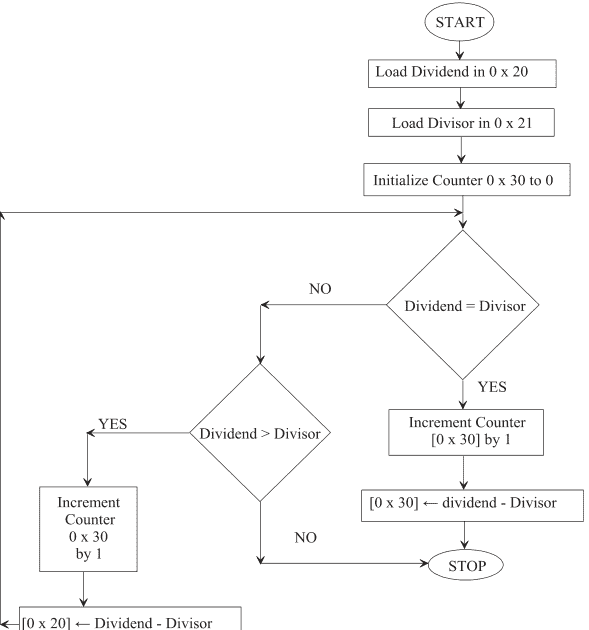 START
Load Dividend in 0 x 20
Load Divisor in 0 x 21
Initialize Counter 0 x 30 to 0
Dividend = Divisor
NO
YES
Dividend > Divisor
YES
NO
Increment Counter
[0 x 30] by 1
[0 x 30] ← dividend - Divisor
STOP
Increment
Counter
0 x 30
by 1
[0 x 20] ← Dividend - Divisor